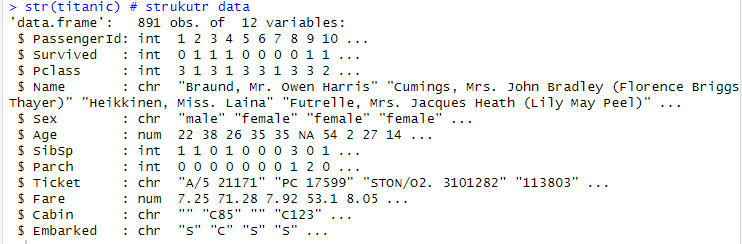 > str(titanic) # strukutr data
'data.frame':   891 obs. of  12 variables:
 $ PassengerId: int  1 2 3 4 5 6 7 8 9 10 ...
 $ Survived   : int  0 1 1 1 0 0 0 0 1 1 ...
 $ Pclass     : int  3 1 3 1 3 3 1 3 3 2 ...
 $ Name       : chr  "Braund, Mr. Owen Harris" "Cumings, Mrs. John Bradley (Florence Briggs
Thayer)" "Heikkinen, Miss. Laina" "Futrelle, Mrs. Jacques Heath (Lily May Peel)" ...
 $ Sex        : chr  "male" "female" "female" "female" ...
 $ Age        : num  22 38 26 35 35 NA 54 2 27 14 ...
 $ SibSp      : int  1 1 0 1 0 0 0 3 0 1 ...
 $ Parch      : int  0 0 0 0 0 0 0 1 2 0 ...
 $ Ticket     : chr  "A/5 21171" "PC 17599" "STON/O2. 3101282" "113803" ...
 $ Fare       : num  7.25 71.28 7.92 53.1 8.05 ...
 $ Cabin      : chr  "" "C85" "" "C123" ...
 $ Embarked   : chr  "S" "C" "S" "S" ...